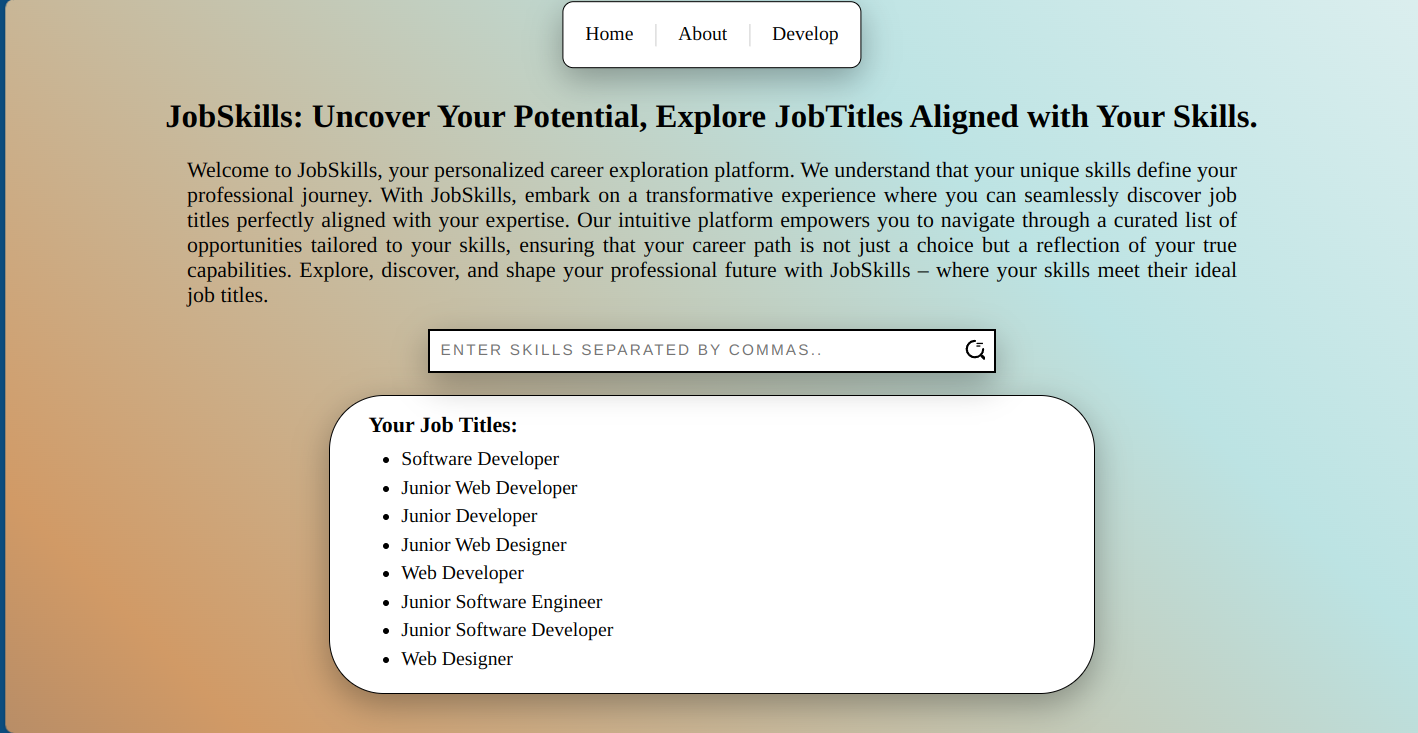 Home About Develop
JobSkills: Uncover Your Potential, Explore JobTitles Aligned with Your Skills.
Welcome to JobSkills, your personalized career exploration platform. We understand that your unique skills define your
professional journey. With JobSkills, embark on a transformative experience where you can seamlessly discover job
titles perfectly aligned with your expertise. Our intuitive platform empowers you to navigate through a curated list of
opportunities tailored to your skills, ensuring that your career path is not just a choice but a reflection of your true
capabilities. Explore, discover, and shape your professional future with JobSkills – where your skills meet their ideal
job titles.
ENTER SKILLS SEPARATED BY COMMAS..
Your Job Titles:
• Software Developer
• Junior Web Developer
• Junior Developer
• Junior Web Designer
• Web Developer
• Junior Software Engineer
• Junior Software Developer
• Web Designer